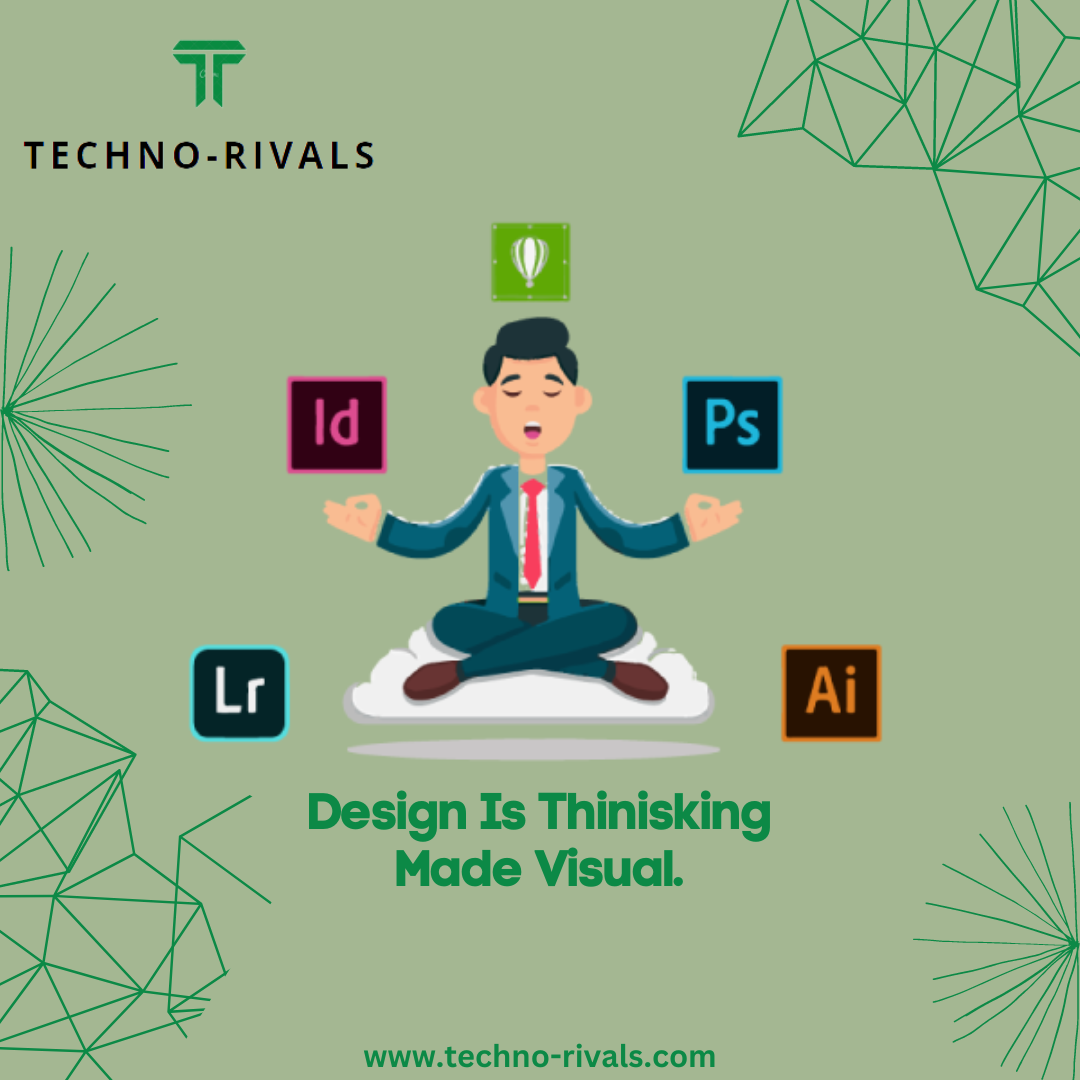 TECHNO-RIVALS
Id
Ps
Lr
Ai
Design Is Thinisking
Made Visual.
www.techno-rivals.com